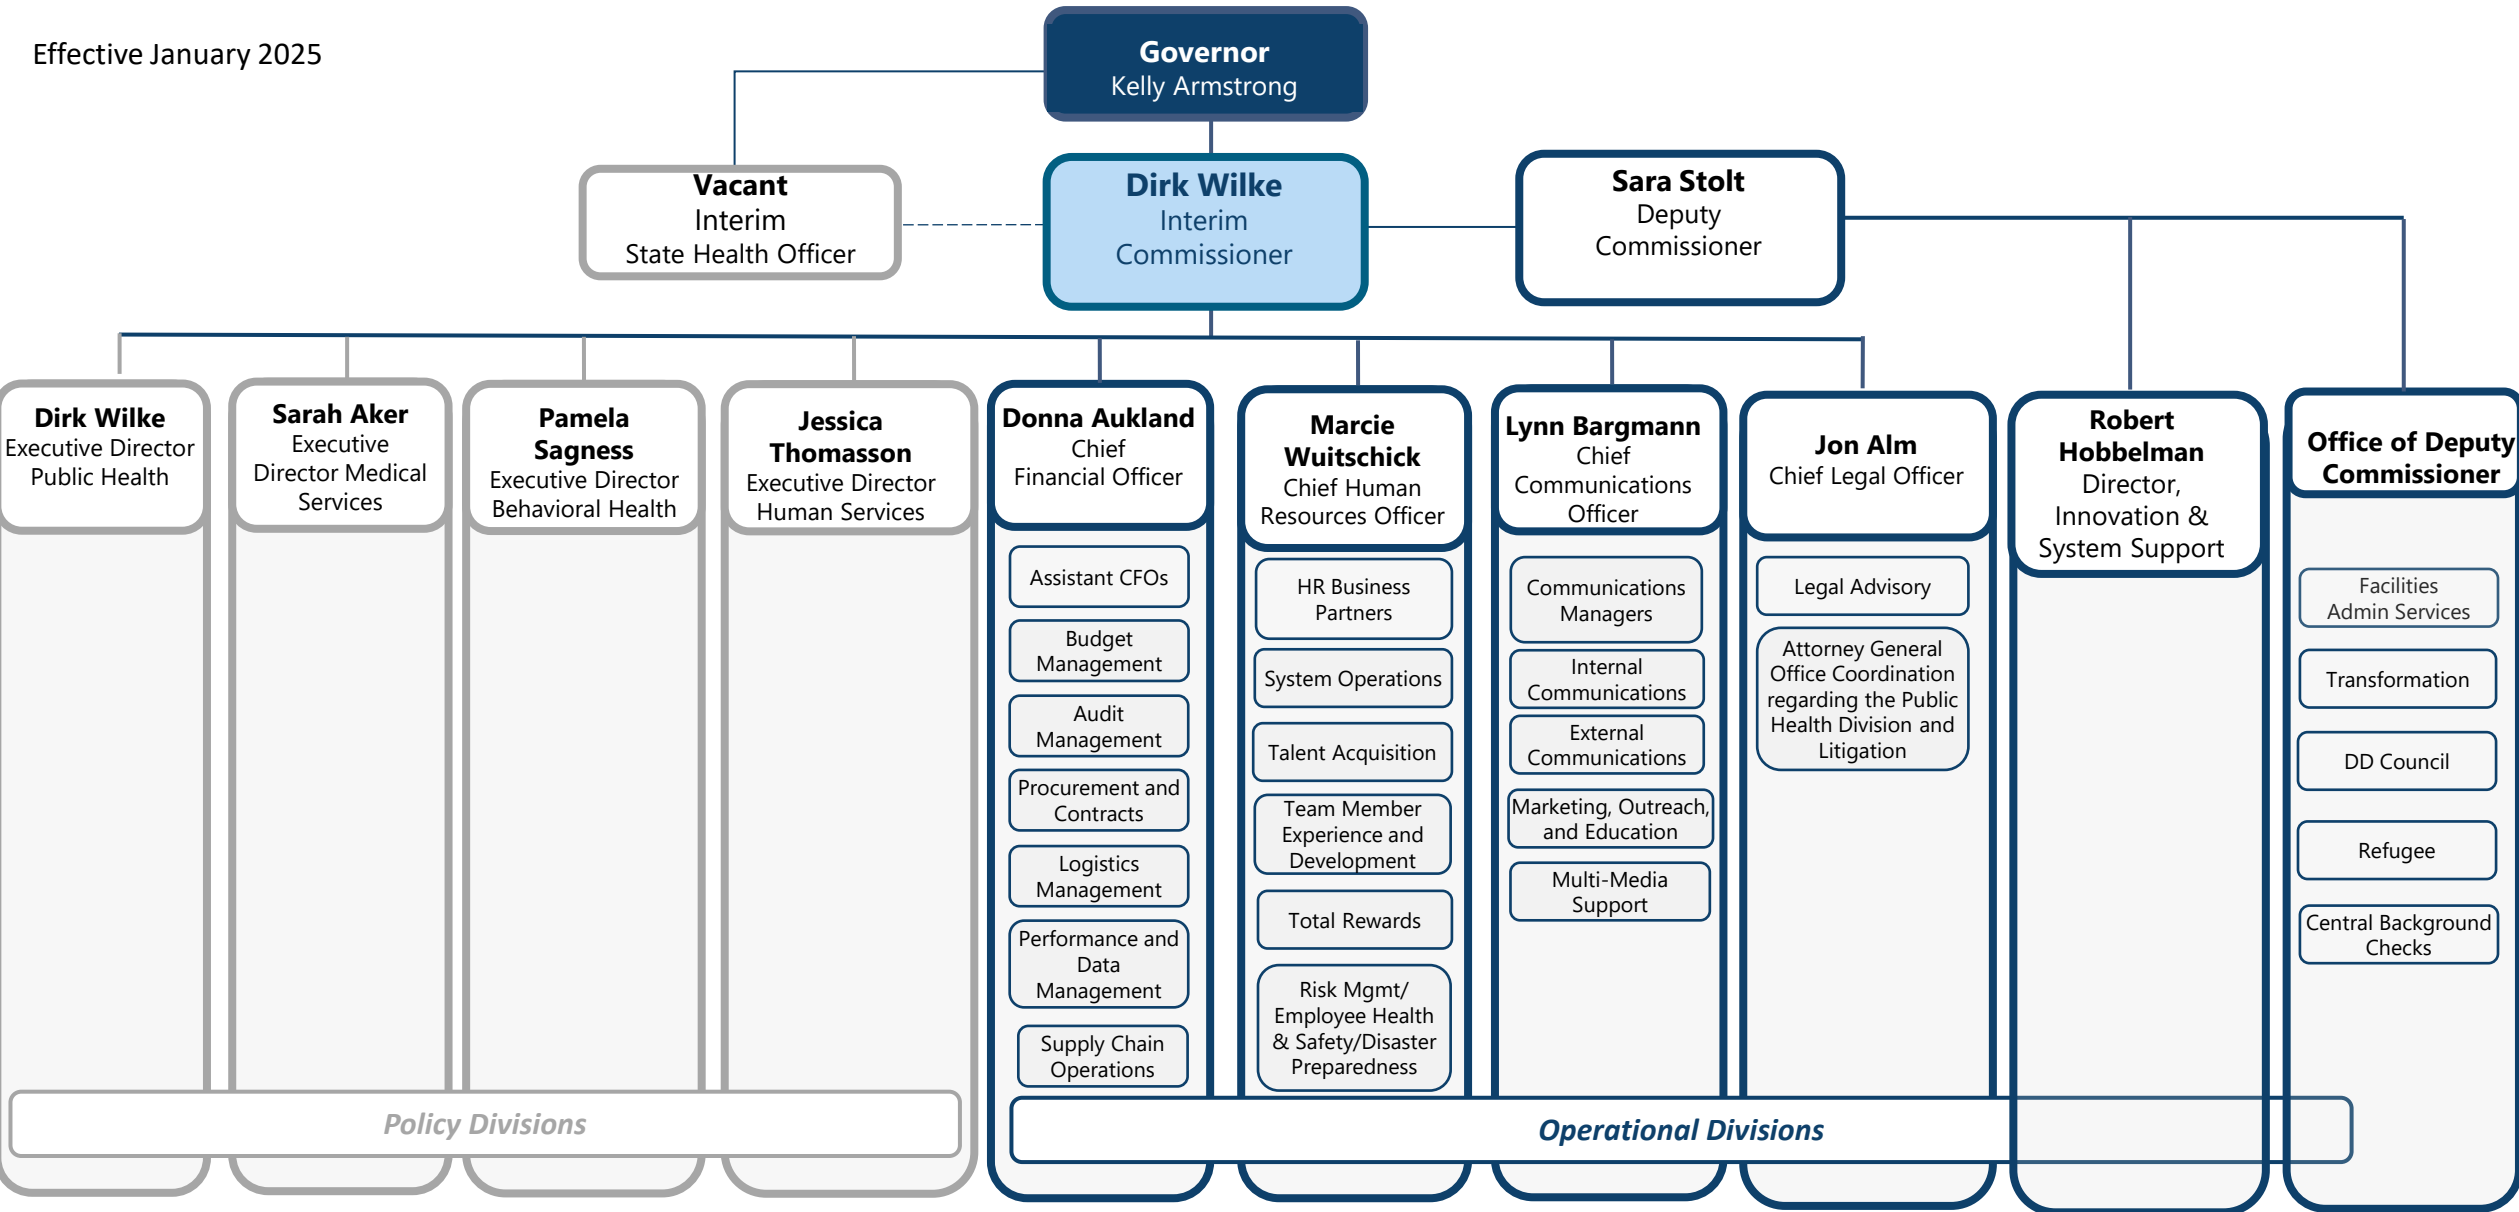 Effective January 2025
Governor
Kelly Armstrong
Vacant
Interim
State Health Officer
Dirk Wilke
Interim
Commissioner
Sara Stolt
Deputy
Commissioner
Dirk Wilke
Executive Director
Public Health
Sarah Aker
Executive
Director Medical
Services
Pamela
Sagness
Executive Director
Behavioral Health
Jessica
Thomasson
Executive Director
Human Services
Donna Aukland
Chief
Financial Officer
Assistant CFOs
Budget
Management
Audit
Management
Procurement and
Contracts
Logistics
Management
Performance and
Data
Management
Supply Chain
Operations
Marcie
Wuitschick
Chief Human
Resources Officer
HR Business
Partners
System Operations
Talent Acquisition
Team Member
Experience and
Development
Total Rewards
Risk Mgmt/
Employee Health
& Safety/Disaster
Preparedness
Lynn Bargmann
Chief
Communications
Officer
Communications
Managers
Internal
Communications
External
Communications
Marketing, Outreach,
and Education
Multi-Media
Support
Jon Alm
Chief Legal Officer
Legal Advisory
Attorney General
Office Coordination
regarding the Public
Health Division and
Litigation
Robert
Hobbelman
Director,
Innovation &
System Support
Office of Deputy
Commissioner
Facilities
Admin Services
Transformation
DD Council
Refugee
Central Background
Checks
Policy Divisions
Operational Divisions